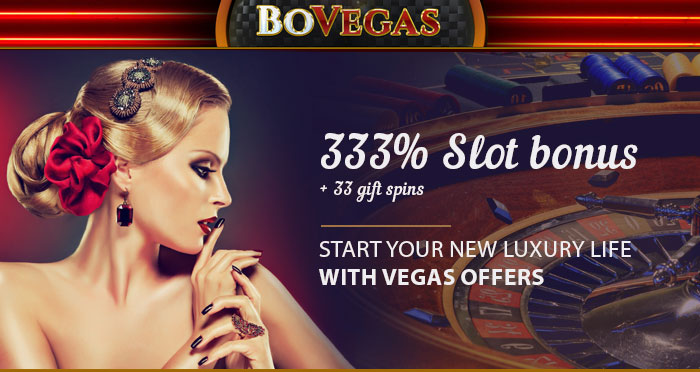 BOVEGAS
333% Slot bonus
+ 33 gift spins
START YOUR NEW LUXURY LIFE
WITH VEGAS OFFERS